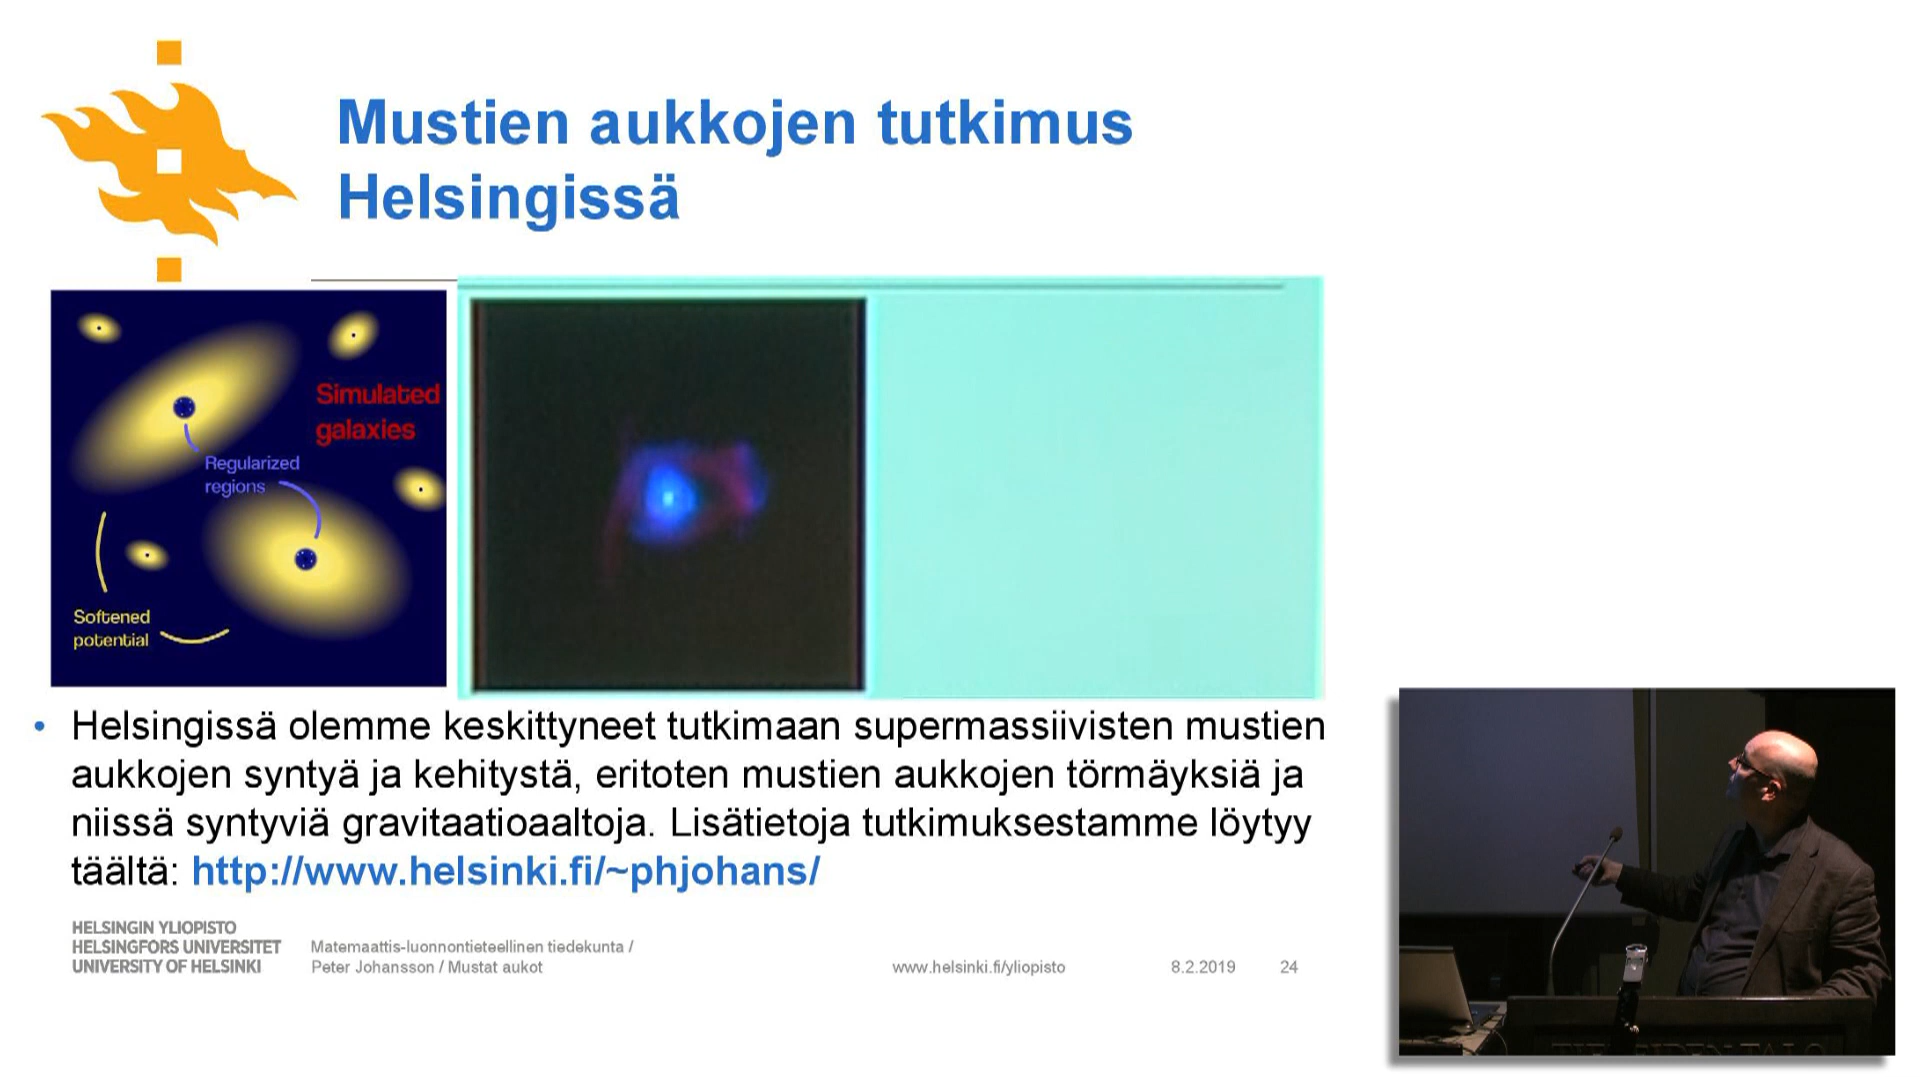 Mustien aukkojen tutkimus
Helsingissä
Simulated
galaxies
Regularized
regions
Softened
potential
• Helsingissä olemme keskittyneet tutkimaan supermassiivisten mustien
aukkojen syntyä ja kehitystä, eritoten mustien aukkojen törmäyksiä ja
niissä syntyviä gravitaatioaaltoja. Lisätietoja tutkimuksestamme löytyy
täältä: http://www.helsinki.fi/~phjohans/
HELSINGIN YLIOPISTO
HELSINGFORS UNIVERSITET
UNIVERSITY OF HELSINKI
Matemaattis-luonnontieteellinen tiedekunta /
Peter Johansson / Mustat aukot
www.helsinki.fi/yliopisto
8.2.2019
24